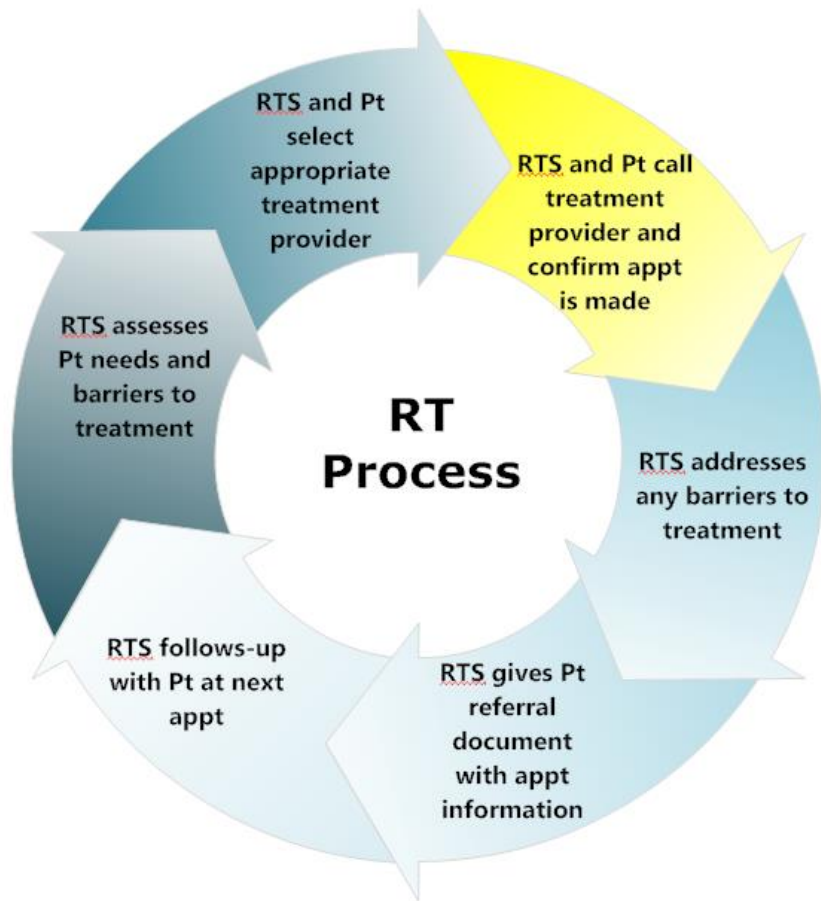 RTS and Pt
select
appropriate
treatment
provider
RTS and Pt call
treatment
provider and
confirm appt
is made
RTS addresses
any barriers to
treatment
RTS gives Pt
referral
document
with appt
information
RTS follows-up
with Pt at next
appt
RTS assesses
Pt needs and
barriers to
treatment
RT
Process